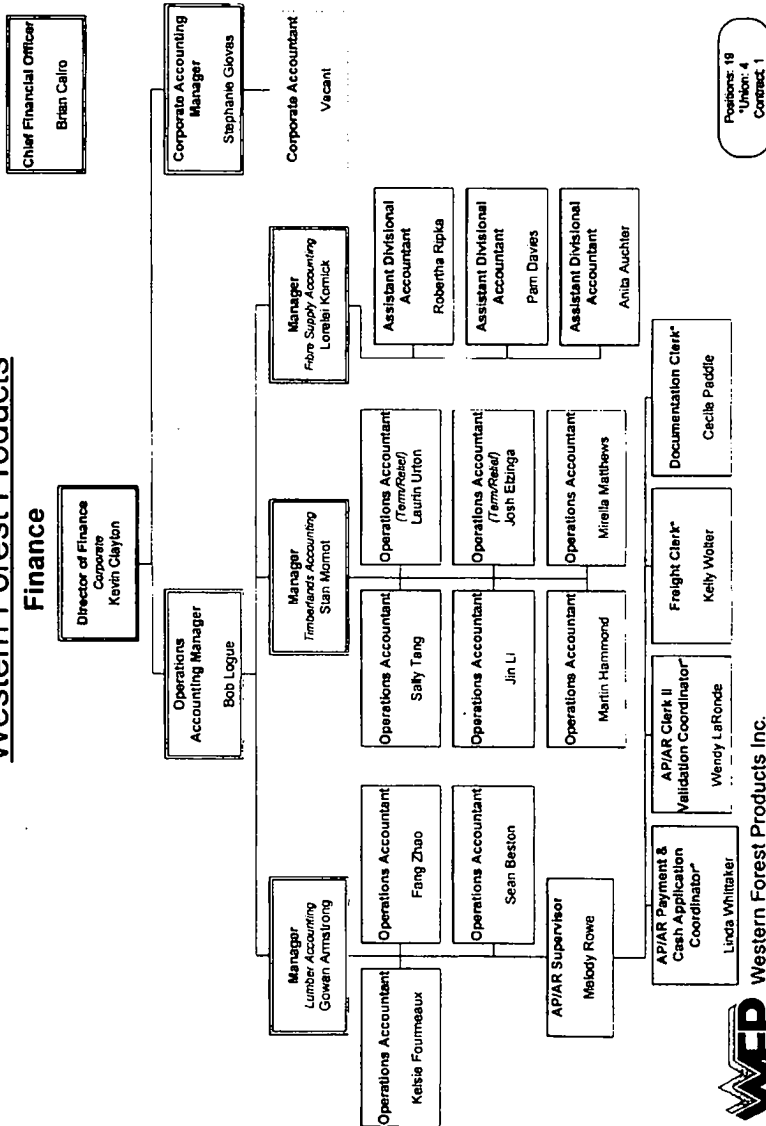 Western Forest Products
Finance
Chief Financial Officer
Brian Cairo
Director of Finance
Corporate
Kevin Clayton
Operations
Accounting Manager
Bob Logue
Corporate Accounting
Manager
Stephanie Glovas
Corporate Accountant
Vacant
Manager
Lumber Accounting
Gowan Armstrong
Manager
Timberlands Accounting
Stan Momot
Manager
Fibre Supply Accounting
Lorelei Kornick
Operations Accountant
Kelsie Fourmeaux
Operations Accountant
Fang Zhao
Operations Accountant
Sean Beston
AP/AR Supervisor
Melody Rowe
Operations Accountant
Sally Tang
Operations Accountant
(Term/Relief)
Laurin Urton
Operations Accountant
Jin Li
Operations Accountant
(Term/Relief)
Josh Elzinga
Operations Accountant
Martin Hammond
Operations Accountant
Mirella Matthews
Assistant Divisional
Accountant
Robertha Ripka
Assistant Divisional
Accountant
Pam Davies
Assistant Divisional
Accountant
Anita Auchter
AP/AR Payment &
Cash Application
Coordinator*
Linda Whittaker
AP/AR Clerk II
Validation Coordinator*
Wendy LaRonde
Freight Clerk*
Kelly Wolter
Documentation Clerk*
Cecile Paddle
WFP Western Forest Products Inc.
Positions: 19
*Union: 4
Contract: 1